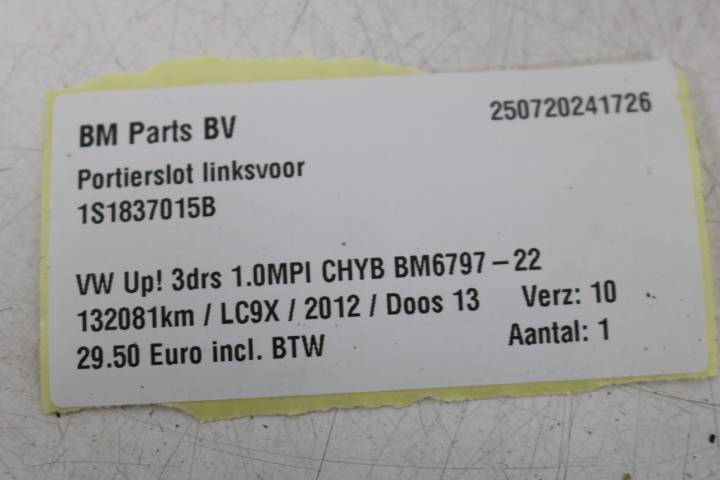 BM Parts BV 250720241726
Portierslot linksvoor
1S1837015B
VW Up! 3drs 1.0MPI CHYB BM6797-22
132081km / LC9X / 2012 / Doos 13 Verz: 10
29.50 Euro incl. BTW Aantal: 1